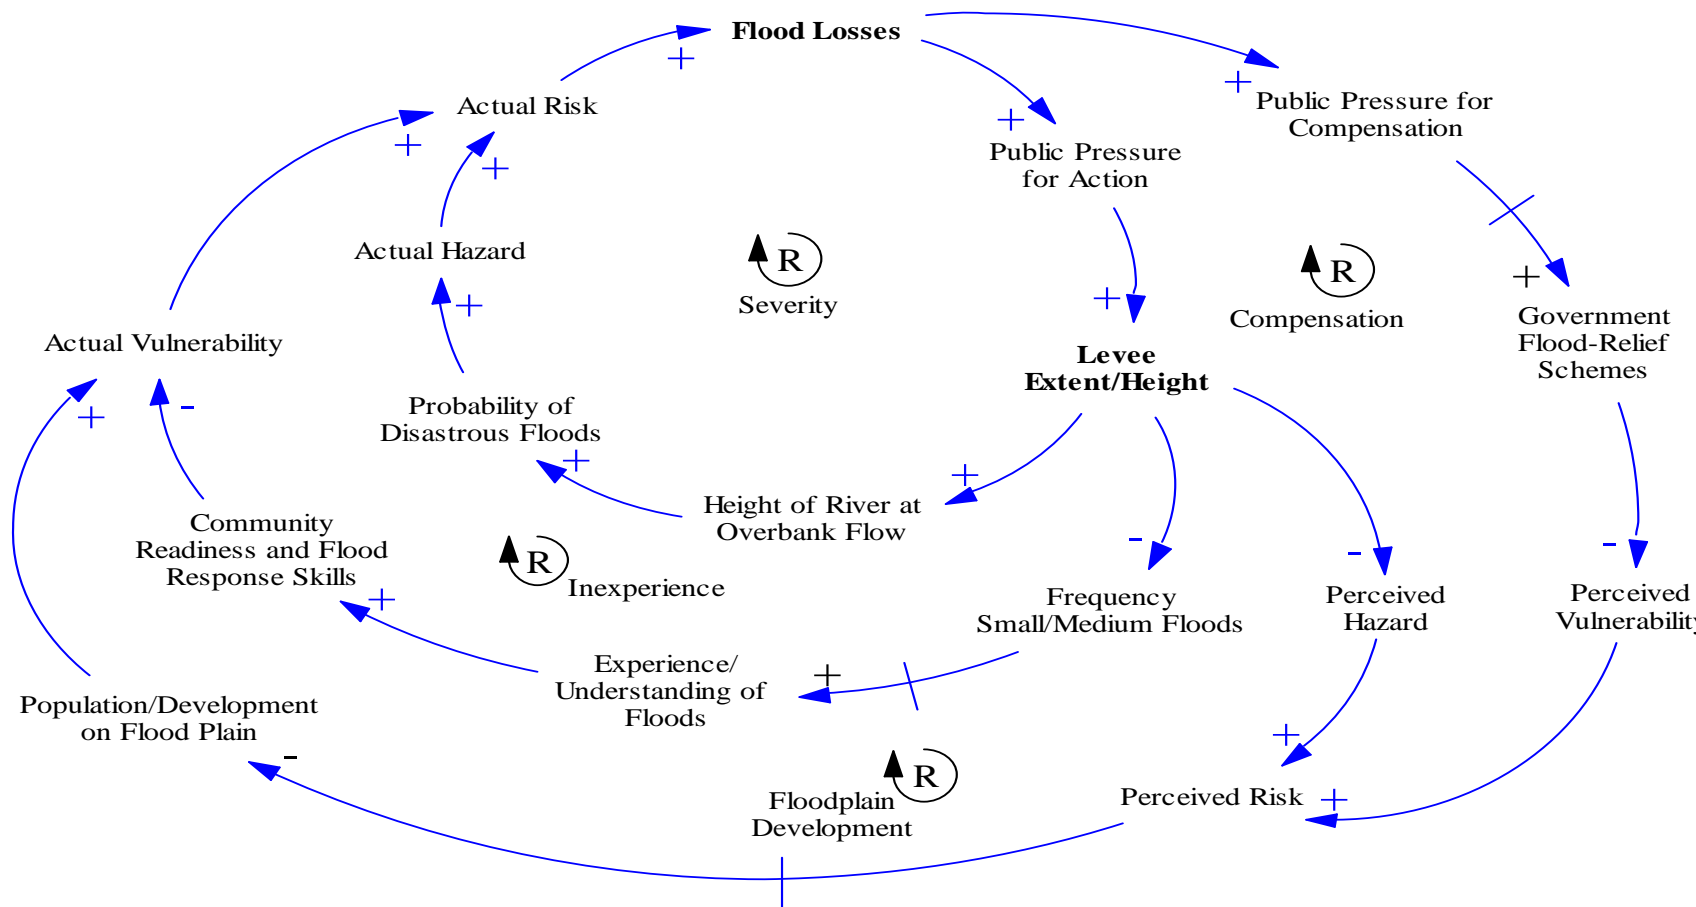 Flood Losses
+
+
Actual Risk
+
Public Pressure for
Compensation
+
+
Public Pressure
for Action
+
Actual Hazard
R
Severity
R
Compensation
+
+
+
Government
Flood-Relief
Schemes
Actual Vulnerability
Levee
Extent/Height
+
-
Probability of
Disastrous Floods
+
+
Height of River at
Overbank Flow
Community
Readiness and Flood
Response Skills
+
R
Inexperience
-
-
-
Frequency
Small/Medium Floods
Perceived
Hazard
Perceived
Vulnerability
Experience/
Understanding of
Floods
+
Population/Development
on Flood Plain
-
+
R
Floodplain
Development
Perceived Risk
+